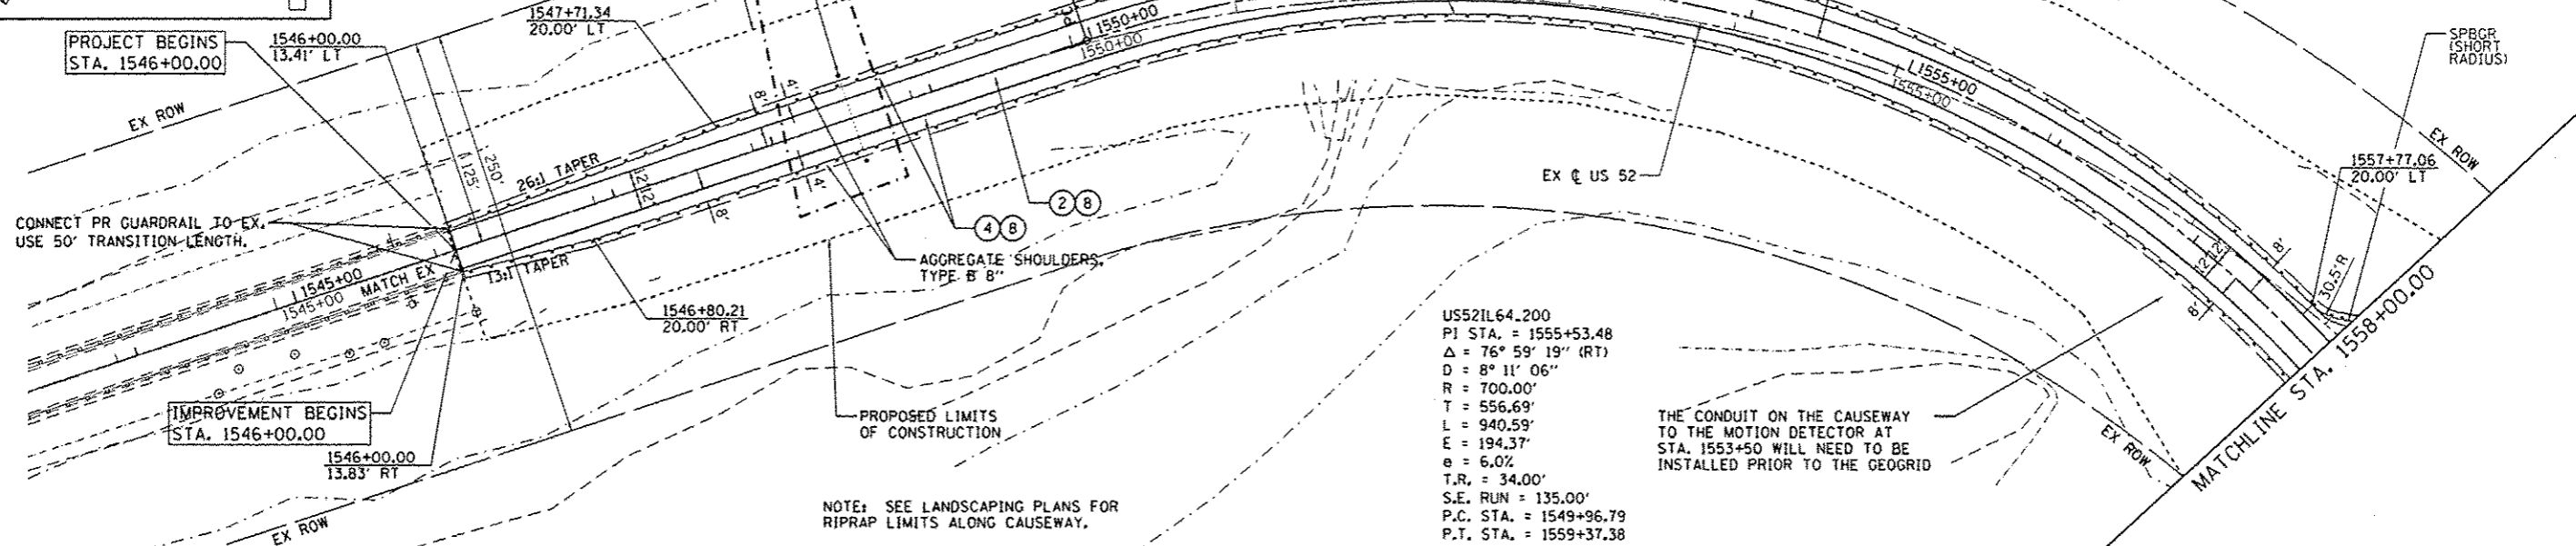 PROJECT BEGINS
STA. 1546+00.00
1546+00.00
13.41' LT
1547+71.34
20.00' LT
EX ROW
125'
250'
26:1 TAPER
12'
12'
8'
4'
4'
8'
1550+00
1550+00
CONNECT PR GUARDRAIL TO EX.
USE 50' TRANSITION LENGTH.
1545+00
1545+00
MATCH EX
13:1 TAPER
1546+80.21
20.00' RT
IMPROVEMENT BEGINS
STA. 1546+00.00
1546+00.00
13.83' RT
EX ROW
2 8
4 8
AGGREGATE SHOULDERS,
TYPE B 8"
PROPOSED LIMITS
OF CONSTRUCTION
NOTE: SEE LANDSCAPING PLANS FOR
RIPRAP LIMITS ALONG CAUSEWAY.
EX ℄ US 52
1555+00
1555+00
US52IL64_200
PI STA. = 1555+53.48
Δ = 76° 59' 19" (RT)
D = 8° 11' 06"
R = 700.00'
T = 556.69'
L = 940.59'
E = 194.37'
e = 6.0%
T.R. = 34.00'
S.E. RUN = 135.00'
P.C. STA. = 1549+96.79
P.T. STA. = 1559+37.38
THE CONDUIT ON THE CAUSEWAY
TO THE MOTION DETECTOR AT
STA. 1553+50 WILL NEED TO BE
INSTALLED PRIOR TO THE GEOGRID
SPBGR
(SHORT
RADIUS)
EX ROW
1557+77.06
20.00' LT
8'
12'
12'
8'
30.5'R
EX ROW
MATCHLINE STA. 1558+00.00